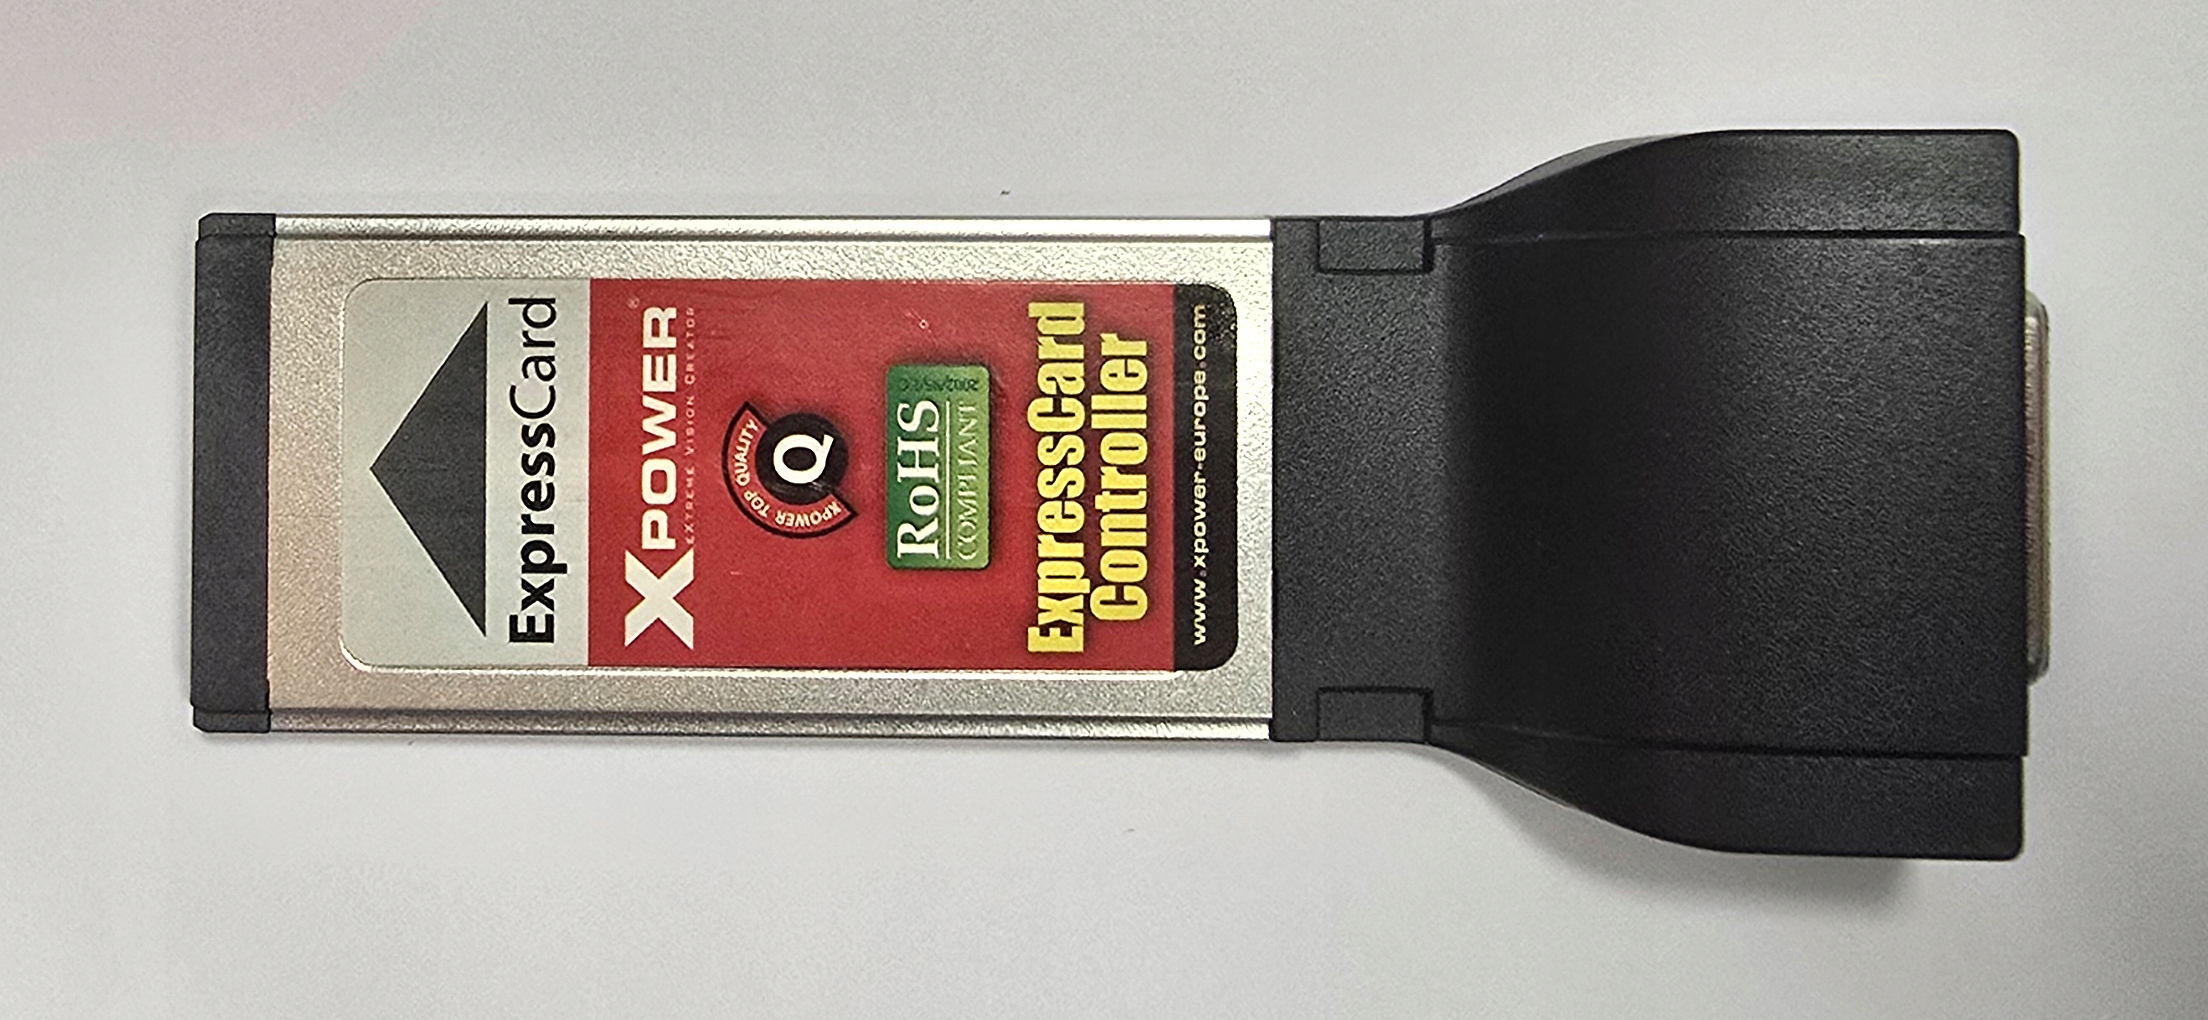 ExpressCard
XPOWER®
EXTREME VISION CREATOR
XPOWER TOP QUALITY
Q
RoHS
COMPLIANT
2002/95/EC
ExpressCard
Controller
www.xpower-europe.com